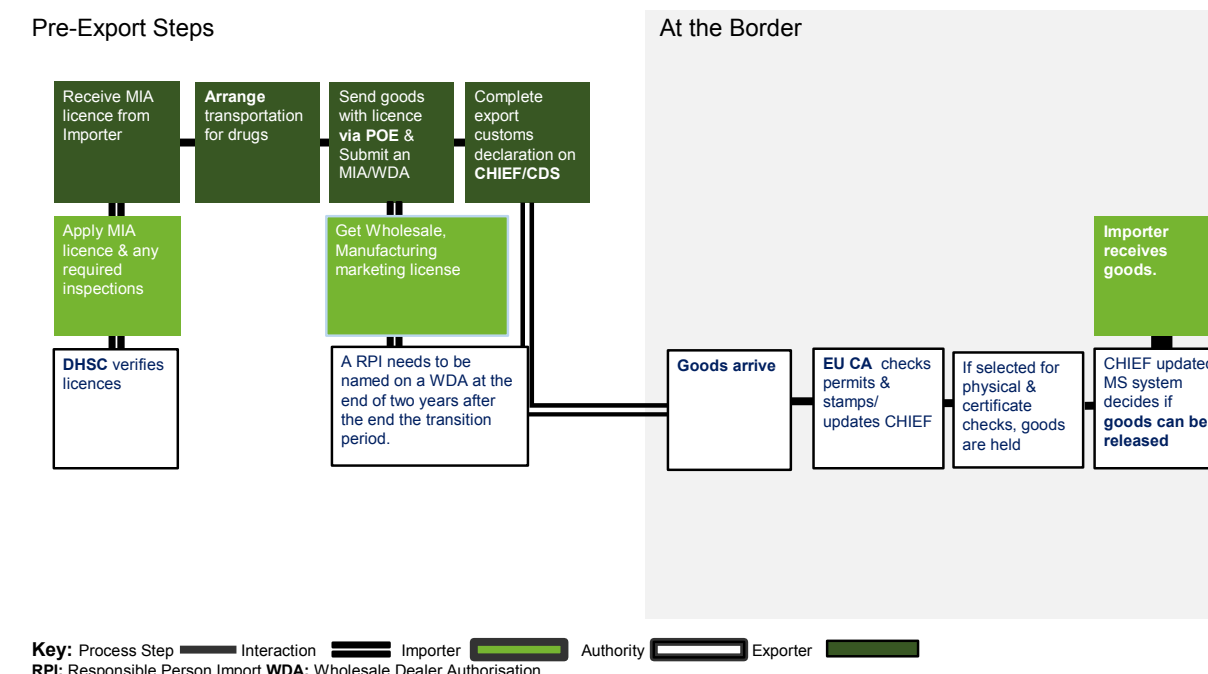 Pre-Export Steps
At the Border
Receive MIA
licence from
Importer
Arrange
transportation
for drugs
Send goods
with licence
via POE &
Submit an
MIA/WDA
Complete
export
customs
declaration on
CHIEF/CDS
Apply MIA
licence & any
required
inspections
Get Wholesale,
Manufacturing
marketing license
Importer
receives
goods.
DHSC verifies
licences
A RPI needs to be
named on a WDA at the
end of two years after
the end the transition
period.
Goods arrive
EU CA checks
permits &
stamps/
updates CHIEF
If selected for
physical &
certificate
checks, goods
are held
CHIEF updated
MS system
decides if
goods can be
released
Key: Process Step Interaction Importer Authority Exporter
RPI: Responsible Person Import WDA: Wholesale Dealer Authorisation